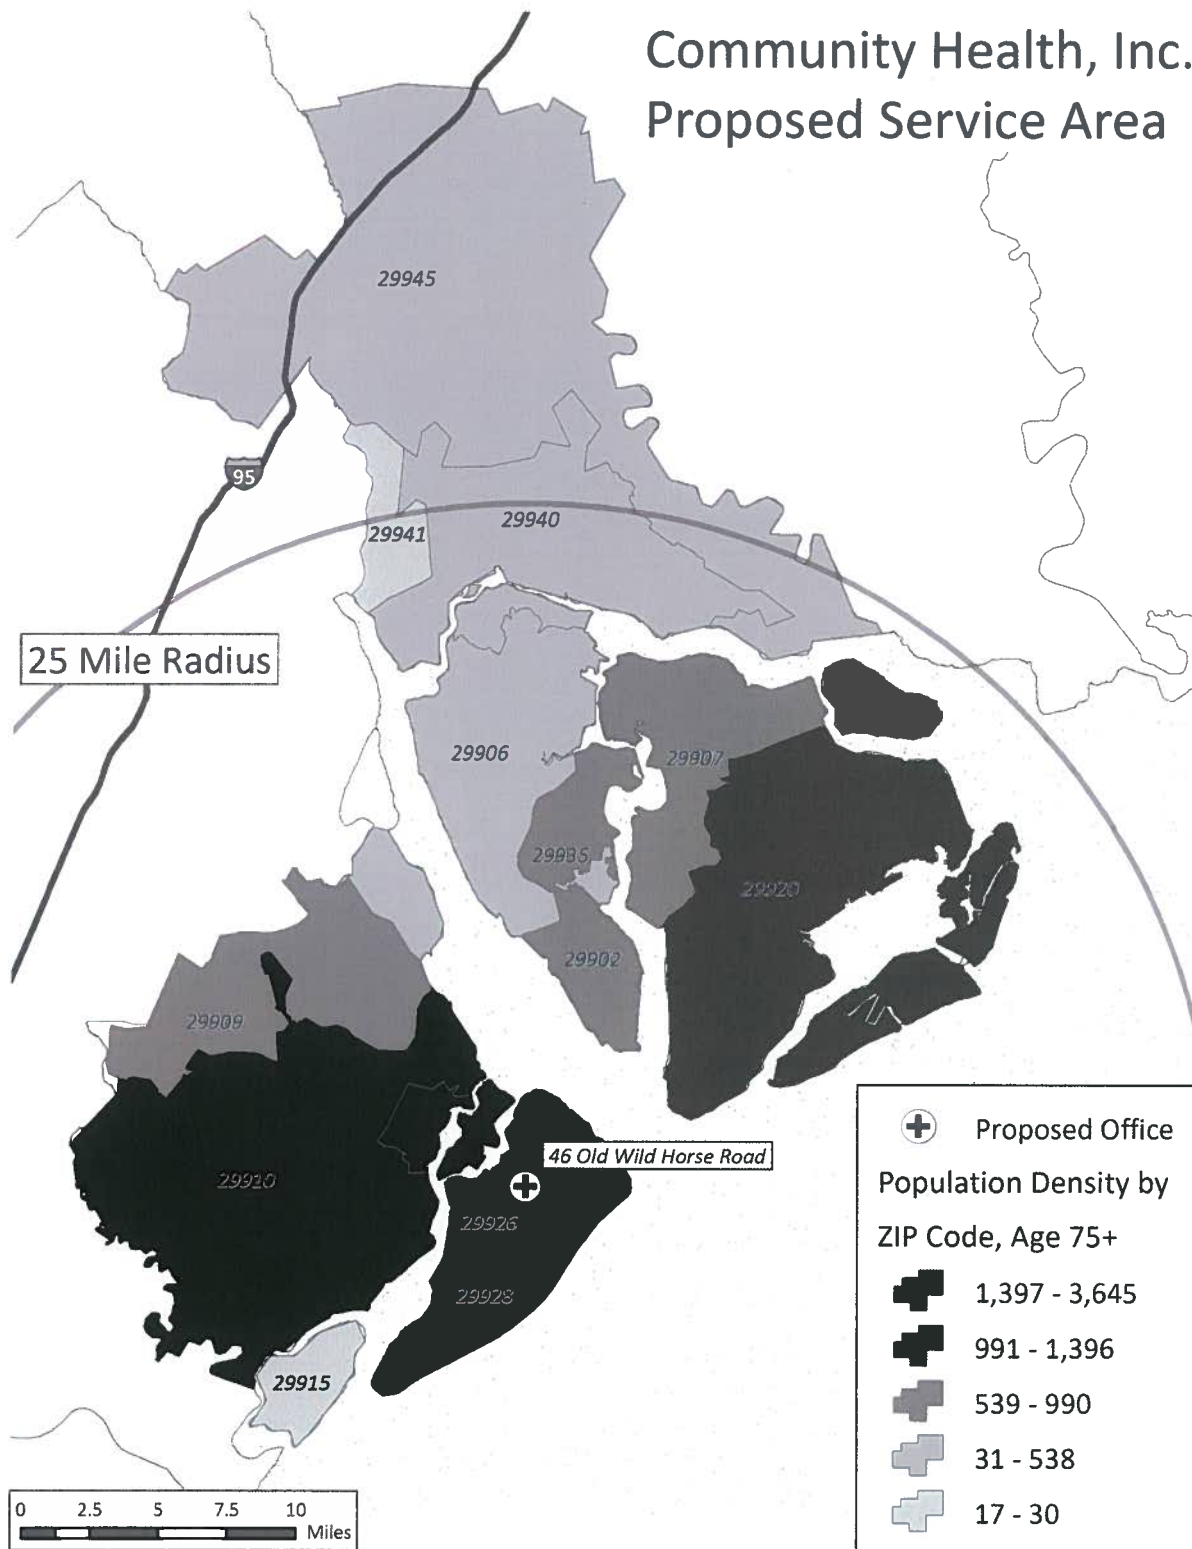 Community Health, Inc.
Proposed Service Area
29945
95
29941
29940
25 Mile Radius
29906
29907
29935
29920
29902
29909
46 Old Wild Horse Road
29910
29926
29928
29915
Proposed Office
Population Density by
ZIP Code, Age 75+
1,397 - 3,645
991 - 1,396
539 - 990
31 - 538
17 - 30
0 2.5 5 7.5 10
Miles